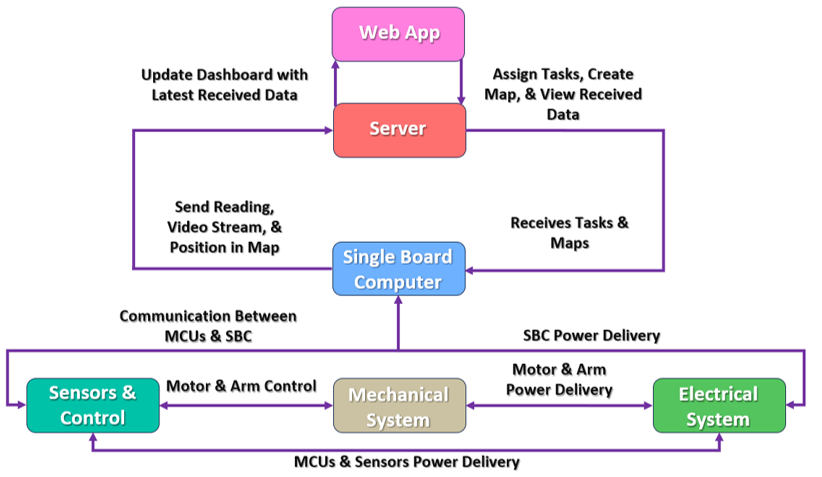 Web App
Update Dashboard with
Latest Received Data
Assign Tasks, Create
Map, & View Received
Data
Server
Send Reading,
Video Stream, &
Position in Map
Receives Tasks &
Maps
Single Board
Computer
Communication Between
MCUs & SBC
SBC Power Delivery
Sensors &
Control
Motor & Arm Control
Mechanical
System
Motor & Arm
Power Delivery
Electrical
System
MCUs & Sensors Power Delivery